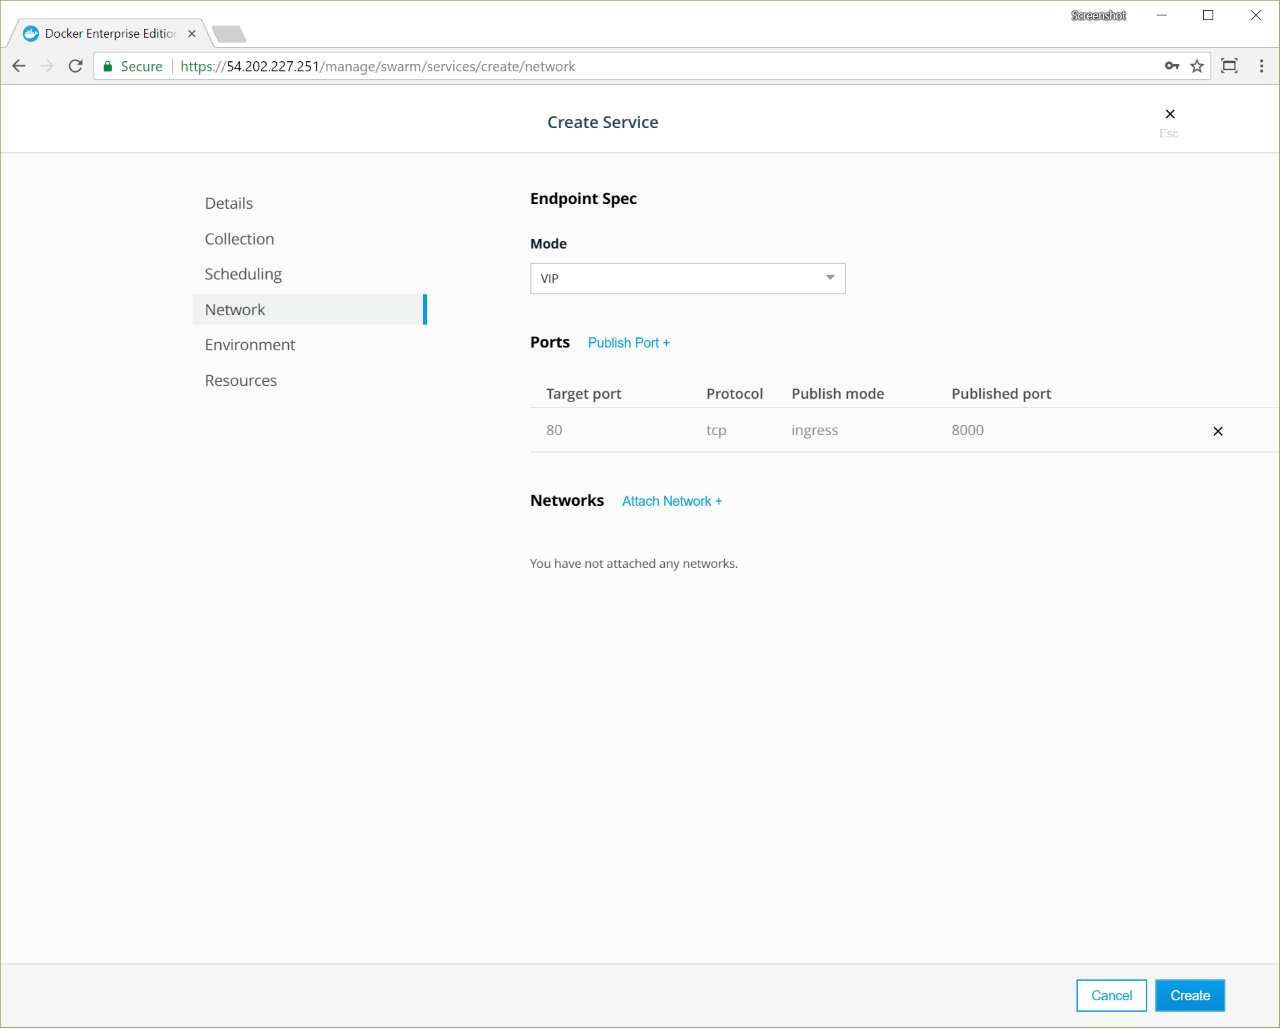 Screenshot
Docker Enterprise Edition
Secure https://54.202.227.251/manage/swarm/services/create/network
Create Service
Esc
Details
Collection
Scheduling
Network
Environment
Resources
Endpoint Spec
Mode
VIP
Ports Publish Port +
Target port Protocol Publish mode Published port
80 tcp ingress 8000
Networks Attach Network +
You have not attached any networks.
Cancel Create